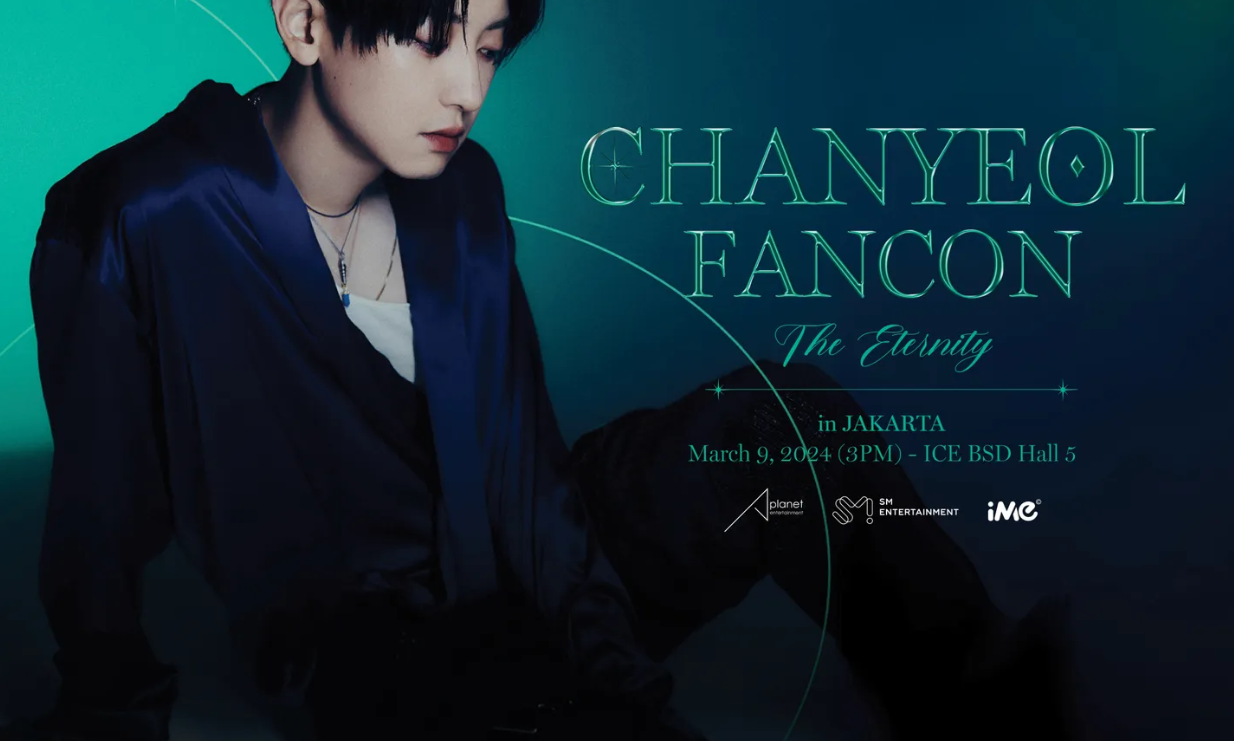 CHANYEOL
FANCON
The Eternity
in JAKARTA
March 9, 2024 (3PM) - ICE BSD Hall 5
A planet
entertainment
SM
ENTERTAINMENT
iMe